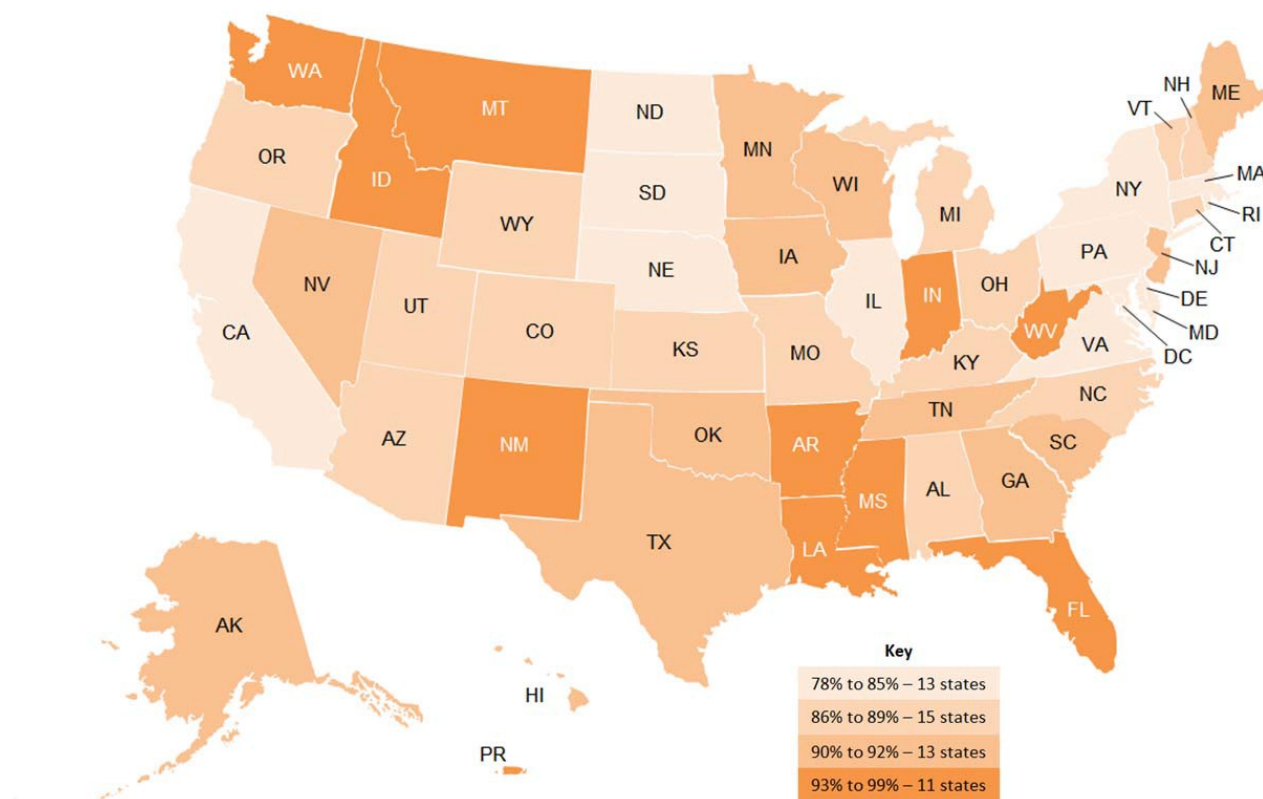 WA
MT
ND
MN
OR
ID
WY
SD
WI
MI
NY
VT
NH
ME
MA
RI
CT
NJ
PA
DE
MD
DC
NV
UT
CO
NE
IA
IL
IN
OH
WV
VA
CA
KS
MO
KY
NC
AZ
NM
OK
AR
TN
SC
TX
LA
MS
AL
GA
FL
AK
HI
PR
Key
78% to 85% – 13 states
86% to 89% – 15 states
90% to 92% – 13 states
93% to 99% – 11 states